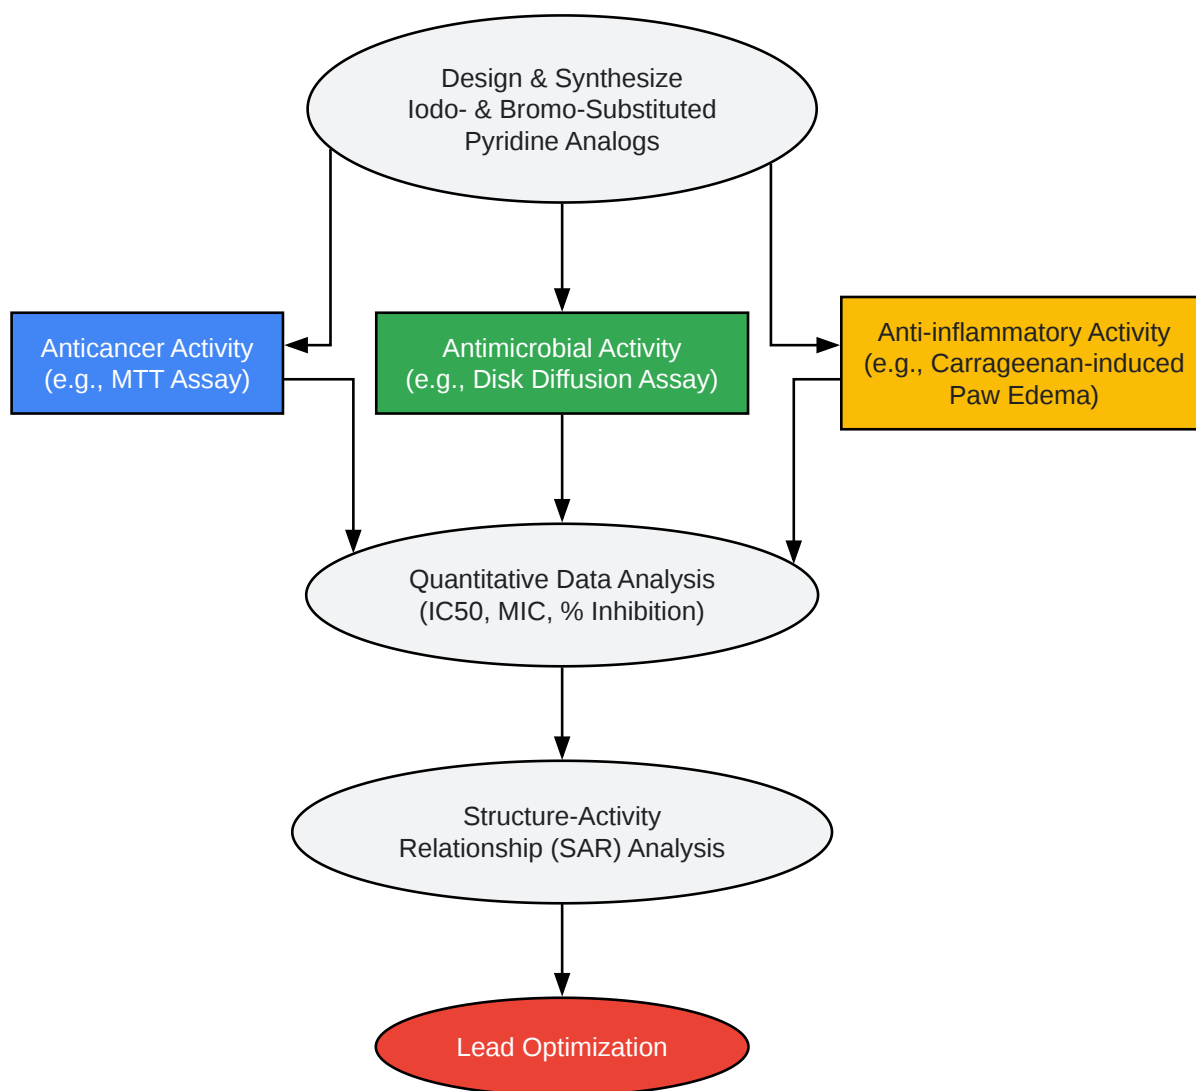 Design & Synthesize
Iodo- & Bromo-Substituted
Pyridine Analogs
Anticancer Activity
(e.g., MTT Assay)
Antimicrobial Activity
(e.g., Disk Diffusion Assay)
Anti-inflammatory Activity
(e.g., Carrageenan-induced
Paw Edema)
Quantitative Data Analysis
(IC50, MIC, % Inhibition)
Structure-Activity
Relationship (SAR) Analysis
Lead Optimization